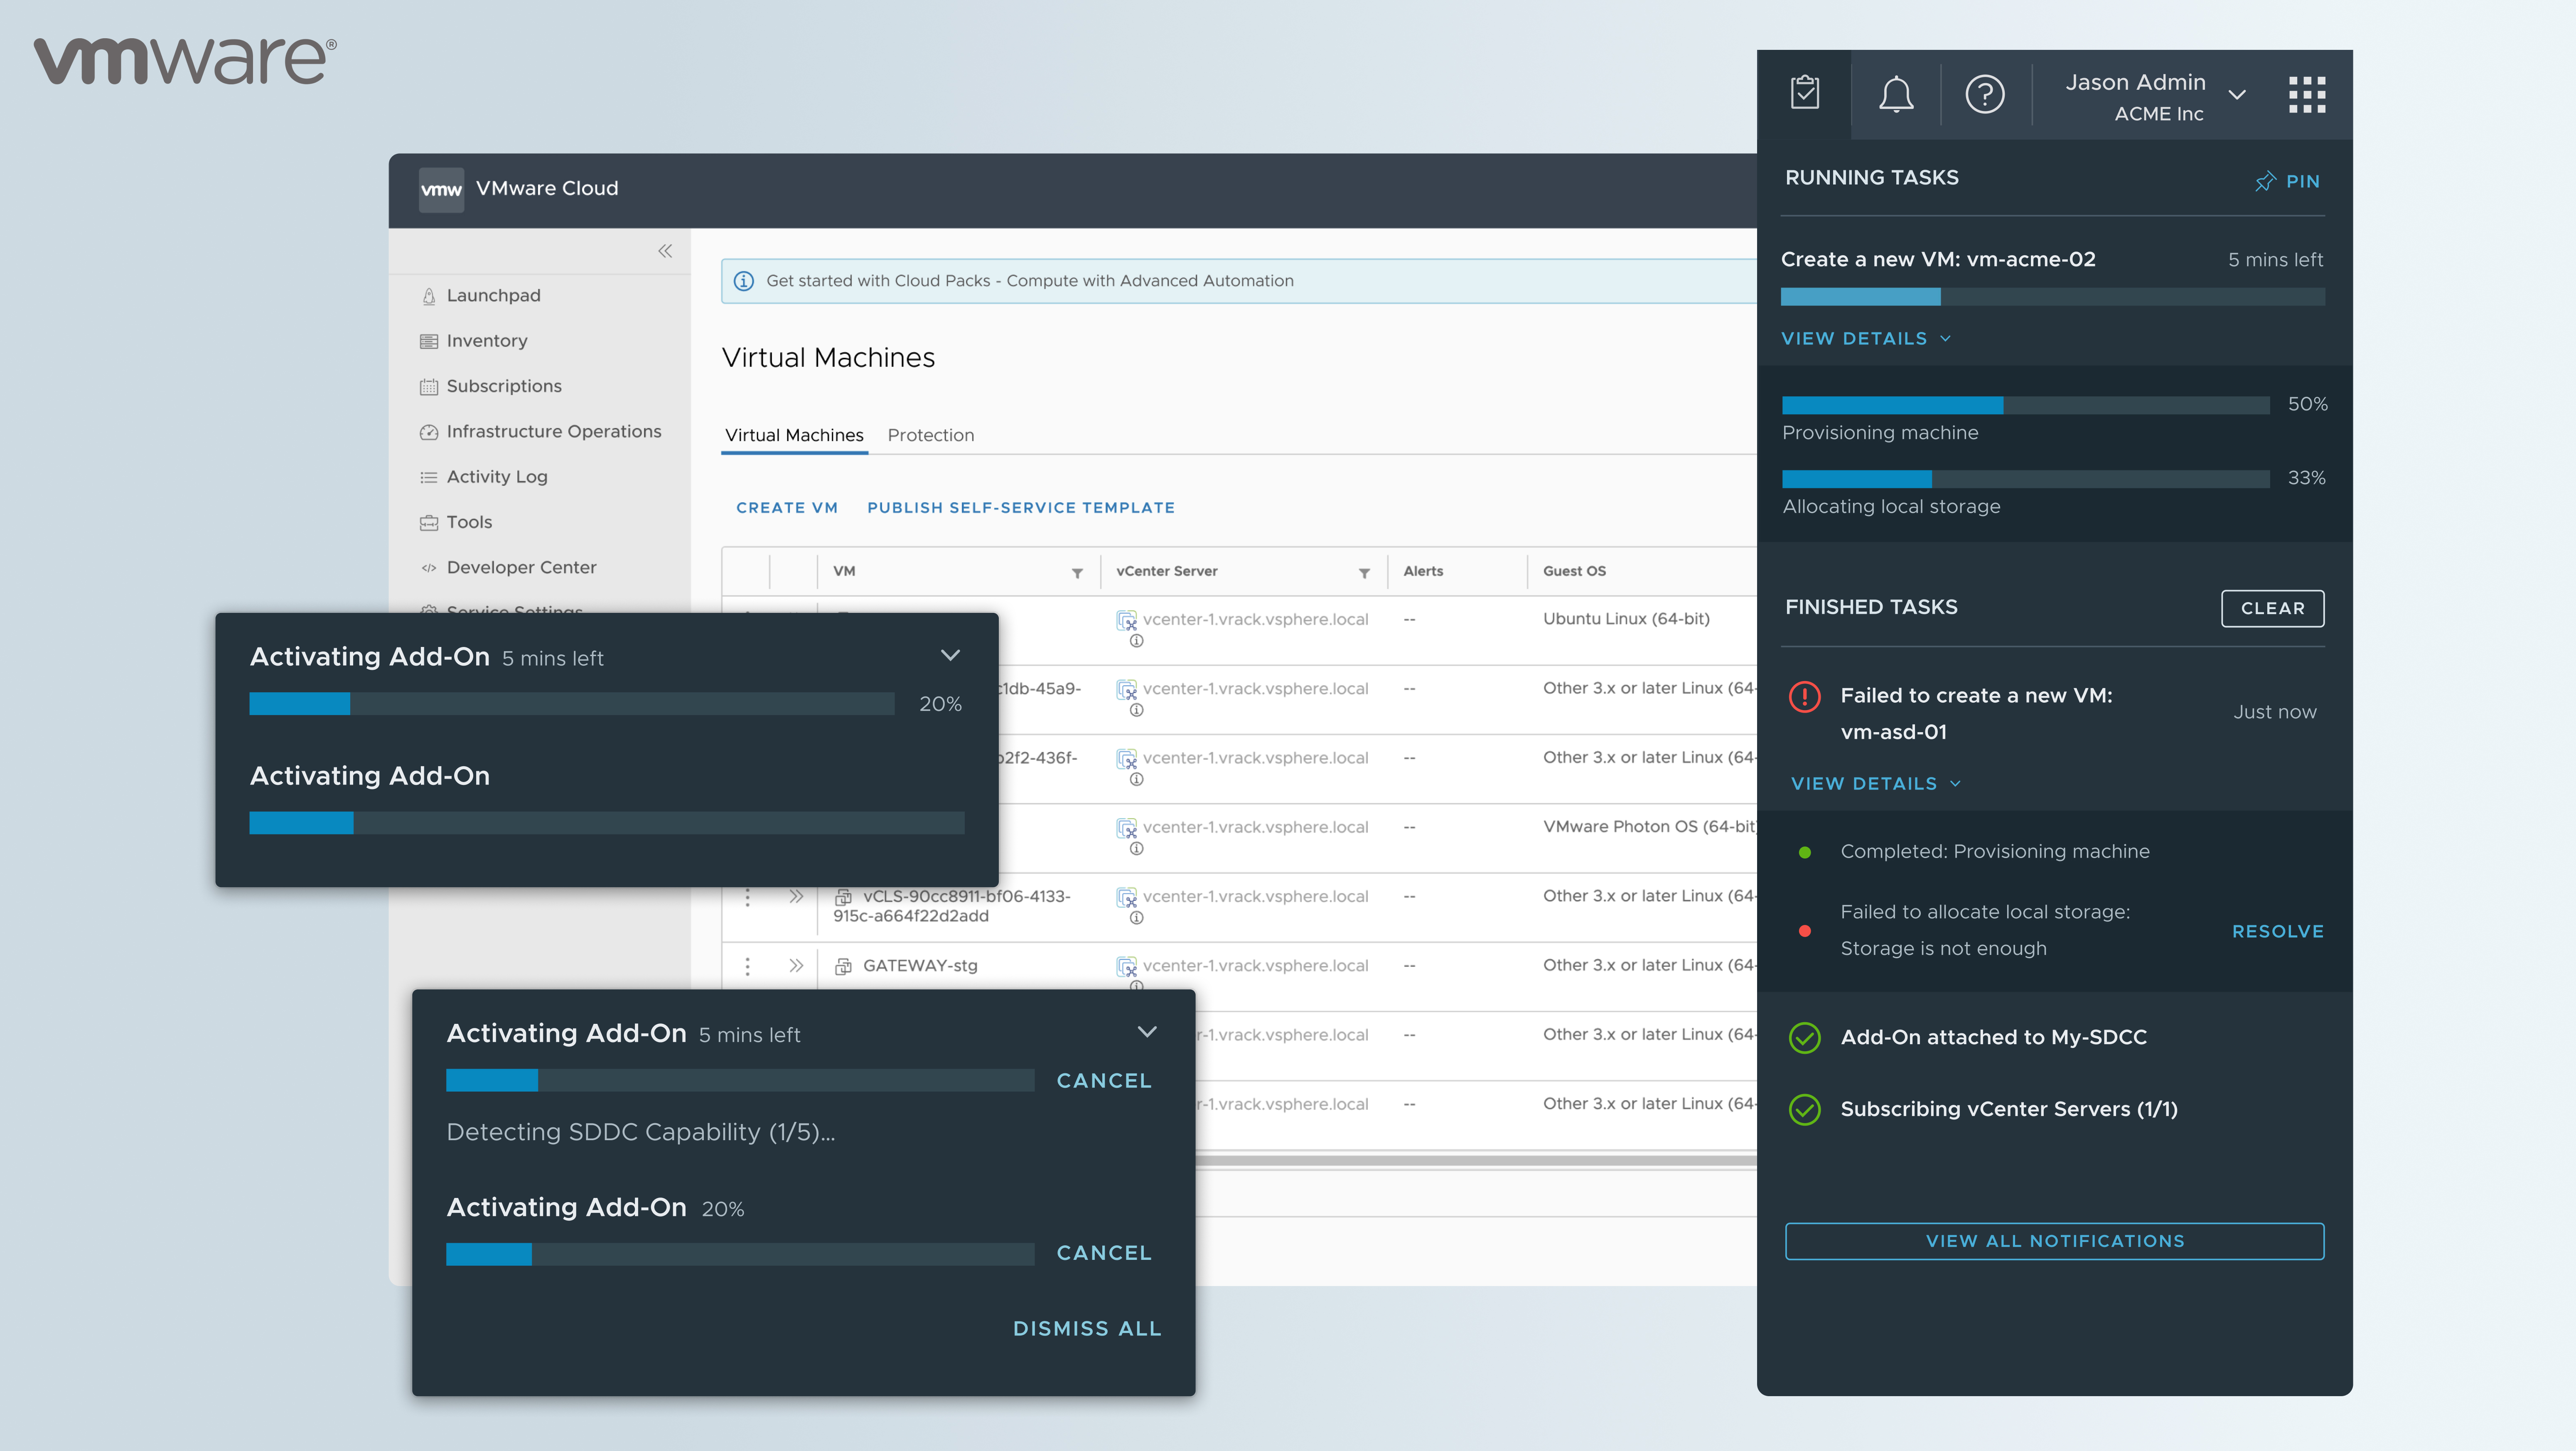 vmware®
vmw VMware Cloud
Launchpad
Inventory
Subscriptions
Infrastructure Operations
Activity Log
Tools
Developer Center
Service Settings
Get started with Cloud Packs - Compute with Advanced Automation
Virtual Machines
Virtual Machines Protection
CREATE VM PUBLISH SELF-SERVICE TEMPLATE
VM vCenter Server Alerts Guest OS
vcenter-1.vrack.vsphere.local -- Ubuntu Linux (64-bit)
c1db-45a9- vcenter-1.vrack.vsphere.local -- Other 3.x or later Linux (64-
b2f2-436f- vcenter-1.vrack.vsphere.local -- Other 3.x or later Linux (64-
vcenter-1.vrack.vsphere.local -- VMware Photon OS (64-bit)
vCLS-90cc8911-bf06-4133- vcenter-1.vrack.vsphere.local -- Other 3.x or later Linux (64-
915c-a664f22d2add
GATEWAY-stg vcenter-1.vrack.vsphere.local -- Other 3.x or later Linux (64-
r-1.vrack.vsphere.local -- Other 3.x or later Linux (64-
r-1.vrack.vsphere.local -- Other 3.x or later Linux (64-
Activating Add-On 5 mins left
20%
Activating Add-On
Activating Add-On 5 mins left
CANCEL
Detecting SDDC Capability (1/5)...
Activating Add-On 20%
CANCEL
DISMISS ALL
Jason Admin
ACME Inc
RUNNING TASKS PIN
Create a new VM: vm-acme-02 5 mins left
VIEW DETAILS
50%
Provisioning machine
33%
Allocating local storage
FINISHED TASKS CLEAR
Failed to create a new VM:
vm-asd-01
Just now
VIEW DETAILS
Completed: Provisioning machine
Failed to allocate local storage:
Storage is not enough
RESOLVE
Add-On attached to My-SDCC
Subscribing vCenter Servers (1/1)
VIEW ALL NOTIFICATIONS